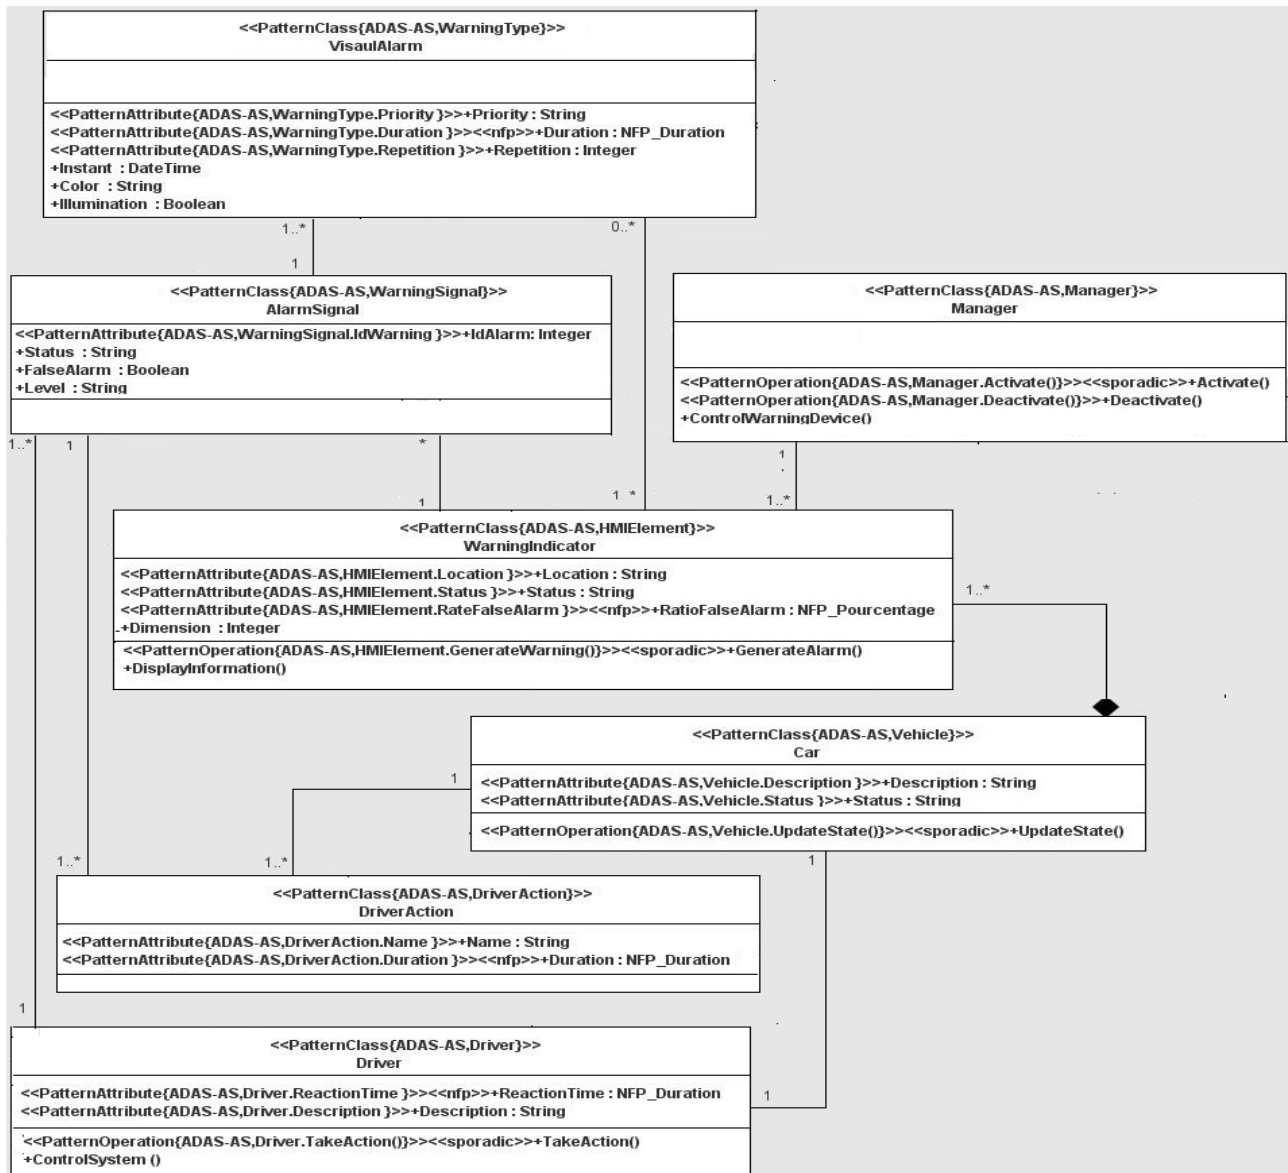 <<PatternClass{ADAS-AS,WarningType}>>
VisaulAlarm
<<PatternAttribute{ADAS-AS,WarningType.Priority }>>+Priority : String
<<PatternAttribute{ADAS-AS,WarningType.Duration }>><<nfp>>+Duration : NFP_Duration
<<PatternAttribute{ADAS-AS,WarningType.Repetition }>>+Repetition : Integer
+Instant : DateTime
+Color : String
+Illumination : Boolean
1..*
0..*
1
<<PatternClass{ADAS-AS,WarningSignal}>>
AlarmSignal
<<PatternAttribute{ADAS-AS,WarningSignal.IdWarning }>>+IdAlarm: Integer
+Status : String
+FalseAlarm : Boolean
+Level : String
<<PatternClass{ADAS-AS,Manager}>>
Manager
<<PatternOperation{ADAS-AS,Manager.Activate()}>><<sporadic>>+Activate()
<<PatternOperation{ADAS-AS,Manager.Deactivate()}>>+Deactivate()
+ControlWarningDevice()
1..*
1
*
1
1
1..*
1..*
<<PatternClass{ADAS-AS,HMIElement}>>
WarningIndicator
<<PatternAttribute{ADAS-AS,HMIElement.Location }>>+Location : String
<<PatternAttribute{ADAS-AS,HMIElement.Status }>>+Status : String
<<PatternAttribute{ADAS-AS,HMIElement.RateFalseAlarm }>><<nfp>>+RatioFalseAlarm : NFP_Pourcentage
+Dimension : Integer
<<PatternOperation{ADAS-AS,HMIElement.GenerateWarning()}>><<sporadic>>+GenerateAlarm()
+DisplayInformation()
1..*
<<PatternClass{ADAS-AS,Vehicle}>>
Car
<<PatternAttribute{ADAS-AS,Vehicle.Description }>>+Description : String
<<PatternAttribute{ADAS-AS,Vehicle.Status }>>+Status : String
<<PatternOperation{ADAS-AS,Vehicle.UpdateState()}>><<sporadic>>+UpdateState()
1
1..*
1..*
1
<<PatternClass{ADAS-AS,DriverAction}>>
DriverAction
<<PatternAttribute{ADAS-AS,DriverAction.Name }>>+Name : String
<<PatternAttribute{ADAS-AS,DriverAction.Duration }>><<nfp>>+Duration : NFP_Duration
1
<<PatternClass{ADAS-AS,Driver}>>
Driver
<<PatternAttribute{ADAS-AS,Driver.ReactionTime }>><<nfp>>+ReactionTime : NFP_Duration
<<PatternAttribute{ADAS-AS,Driver.Description }>>+Description : String
<<PatternOperation{ADAS-AS,Driver.TakeAction()}>><<sporadic>>+TakeAction()
+ControlSystem ()
1